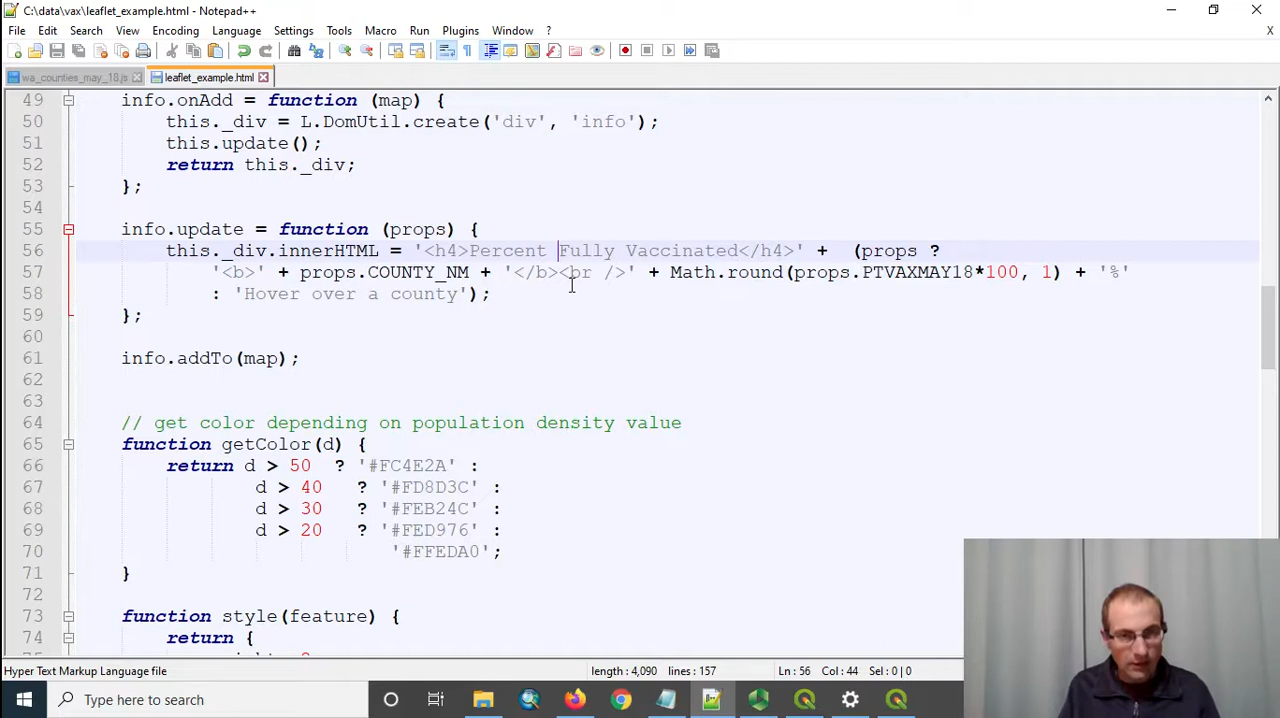 C:\data\vax\leaflet_example.html - Notepad++
File Edit Search View Encoding Language Settings Tools Macro Run Plugins Window ? X
wa_counties_may_18.js leaflet_example.html
49 info.onAdd = function (map) {
50 this._div = L.DomUtil.create('div', 'info');
51 this.update();
52 return this._div;
53 };
54
55 info.update = function (props) {
56 this._div.innerHTML = '<h4>Percent Fully Vaccinated</h4>' +  (props ?
57 '<b>' + props.COUNTY_NM + '</b><br />' + Math.round(props.PTVAXMAY18*100, 1) + '%'
58 : 'Hover over a county');
59 };
60
61 info.addTo(map);
62
63
64 // get color depending on population density value
65 function getColor(d) {
66 return d > 50 ? '#FC4E2A' :
67 d > 40 ? '#FD8D3C' :
68 d > 30 ? '#FEB24C' :
69 d > 20 ? '#FED976' :
70 '#FFEDA0';
71 }
72
73 function style(feature) {
74 return {
Hyper Text Markup Language file length : 4,090 lines : 157 Ln : 56 Col : 44 Sel : 0 | 0 Windows (CR LF) UTF-8 INS
Type here to search